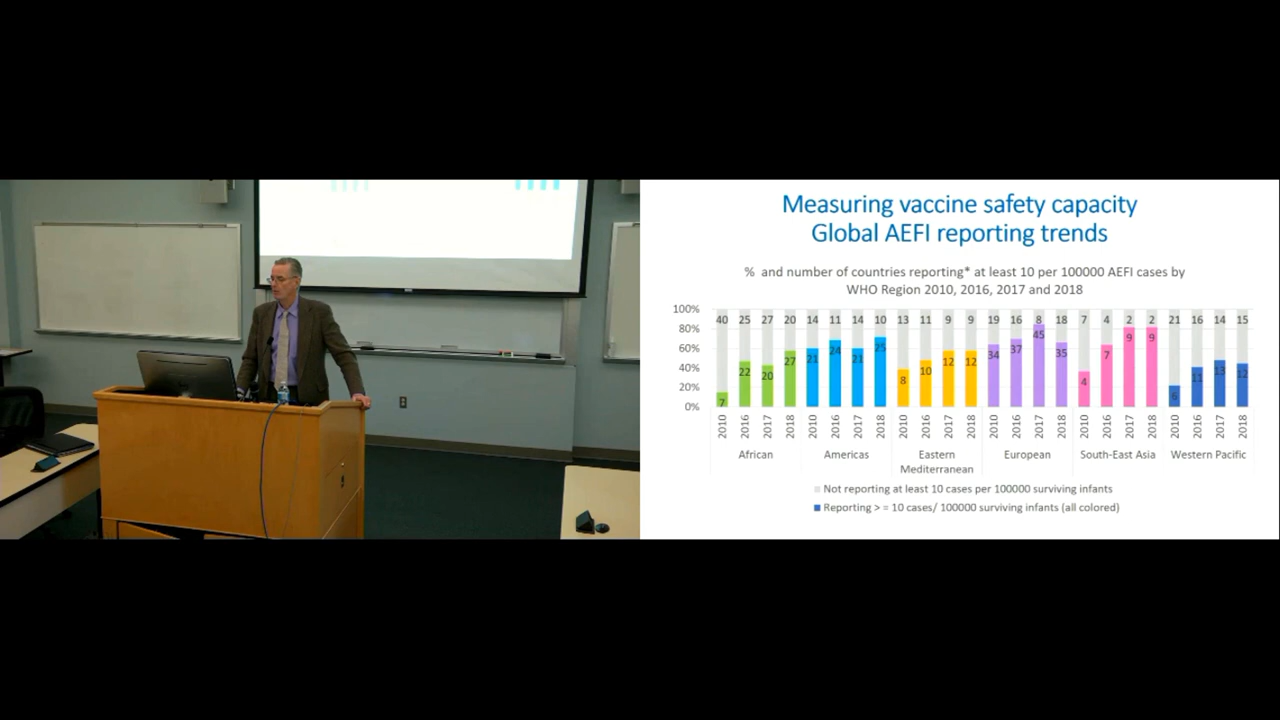 Measuring vaccine safety capacity
Global AEFI reporting trends
% and number of countries reporting* at least 10 per 100000 AEFI cases by
WHO Region 2010, 2016, 2017 and 2018
100%
80%
60%
40%
20%
0%
40 25 27 20 14 11 14 10 13 11 9 9 19 16 8 18 7 4 2 2 21 16 14 15
7 22 20 27 21 24 21 25 8 10 12 12 34 37 45 35 4 7 9 9 6 11 13 12
2010 2016 2017 2018 2010 2016 2017 2018 2010 2016 2017 2018 2010 2016 2017 2018 2010 2016 2017 2018 2010 2016 2017 2018
African Americas Eastern European South-East Asia Western Pacific
Mediterranean
Not reporting at least 10 cases per 100000 surviving infants
Reporting > = 10 cases/ 100000 surviving infants (all colored)